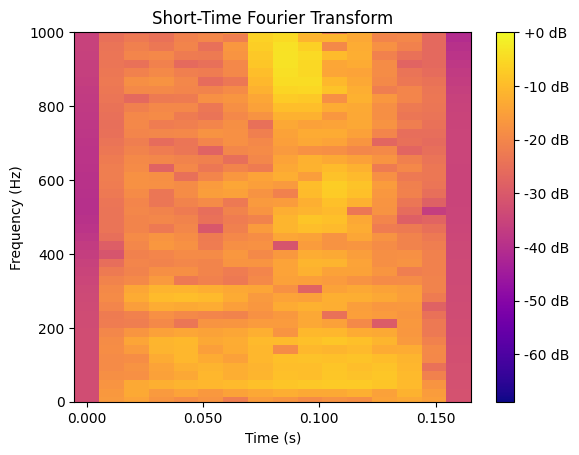 Short-Time Fourier Transform
1000
800
600
400
200
0
Frequency (Hz)
0.000
0.050
0.100
0.150
Time (s)
+0 dB
-10 dB
-20 dB
-30 dB
-40 dB
-50 dB
-60 dB